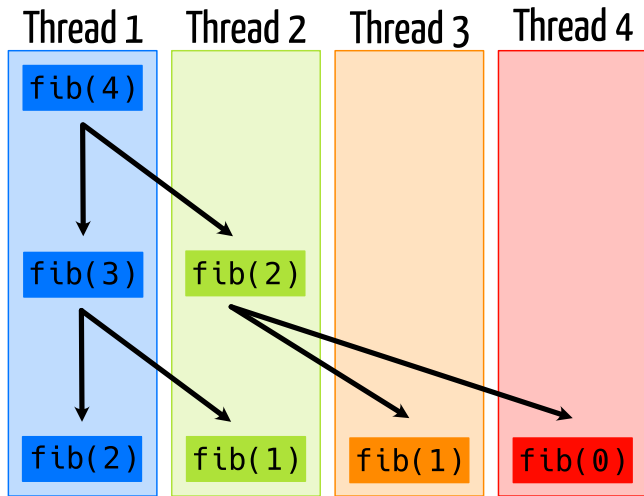 Thread 1 Thread 2 Thread 3 Thread 4
fib(4)
fib(3) fib(2)
fib(2) fib(1) fib(1) fib(0)